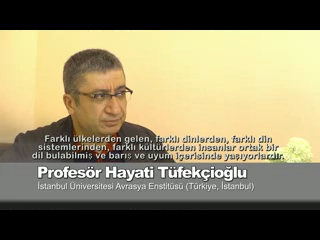 Farklı ülkelerden gelen, farklı dinlerden, farklı din
sistemlerinden, farklı kültürlerden insanlar ortak bir
dil bulabilmiş ve barış ve uyum içerisinde yaşıyorlardır.
Profesör Hayati Tüfekçioğlu
İstanbul Üniversitesi Avrasya Enstitüsü (Türkiye, İstanbul)